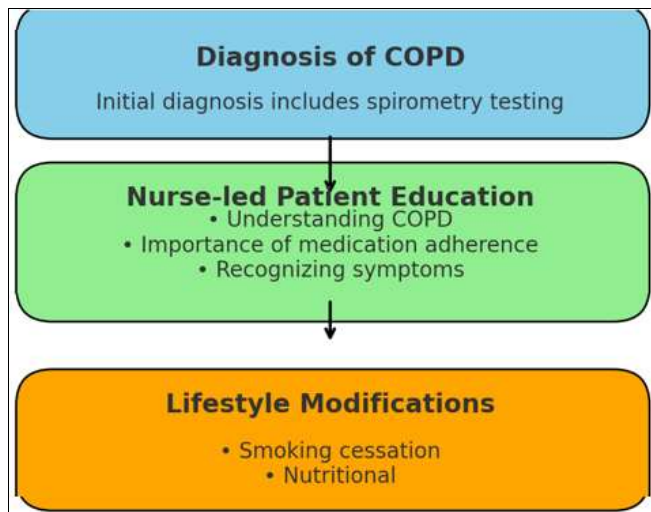 Diagnosis of COPD
Initial diagnosis includes spirometry testing
Nurse-led Patient Education
• Understanding COPD
• Importance of medication adherence
• Recognizing symptoms
Lifestyle Modifications
• Smoking cessation
• Nutritional